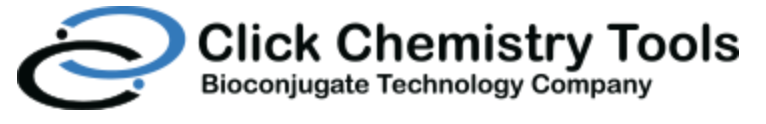 Click Chemistry Tools
Bioconjugate Technology Company